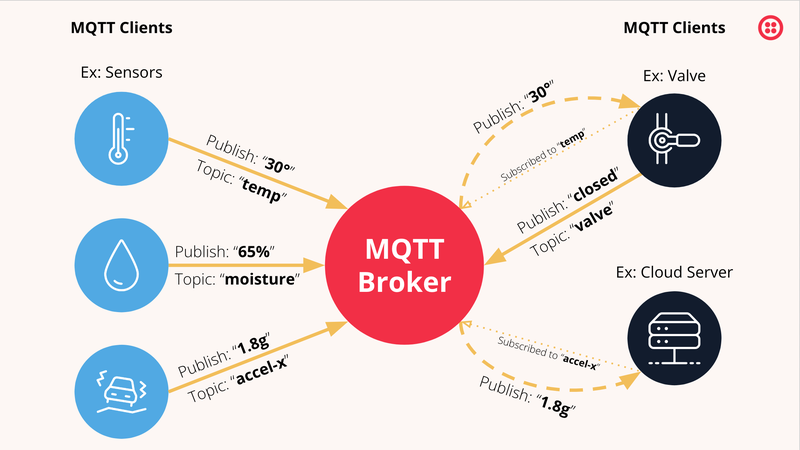 MQTT Clients
MQTT Clients
Ex: Sensors
Ex: Valve
Publish: “30°”
Topic: “temp”
Publish: “30°”
Subscribed to “temp”
Publish: “closed”
Topic: “valve”
Publish: “65%”
Topic: “moisture”
MQTT
Broker
Ex: Cloud Server
Publish: “1.8g”
Topic: “accel-x”
Subscribed to “accel-x”
Publish: “1.8g”